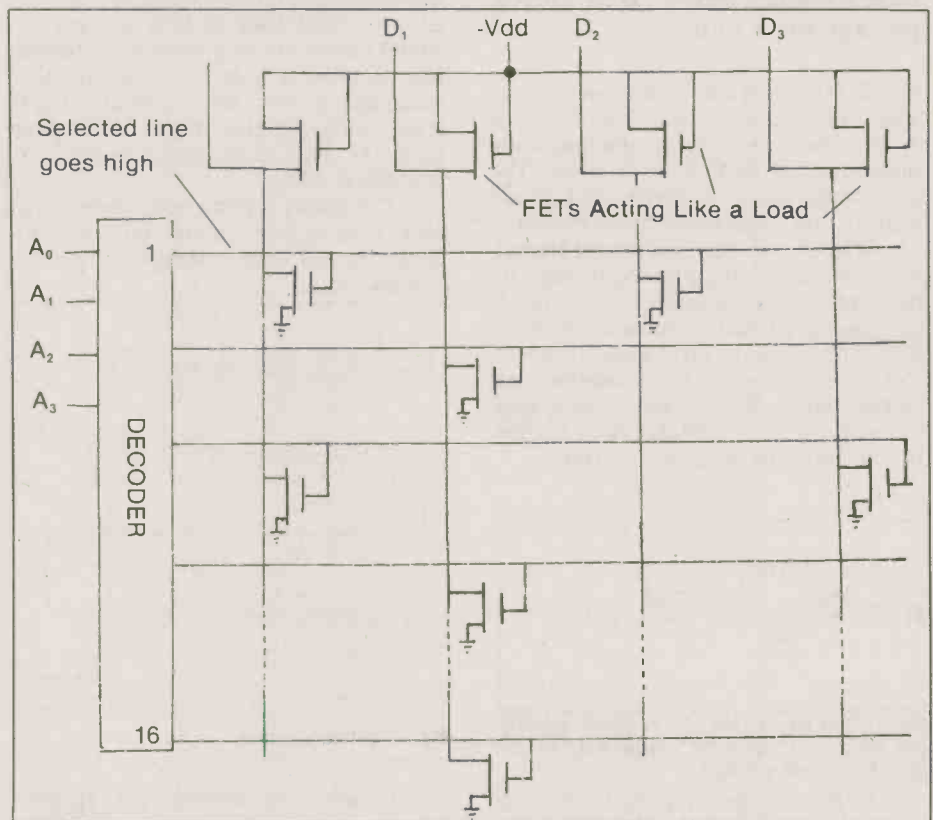 D₁ -Vdd D₂ D₃
Selected line
goes high
FETs Acting Like a Load
A₀
1
A₁
A₂
A₃
DECODER
16